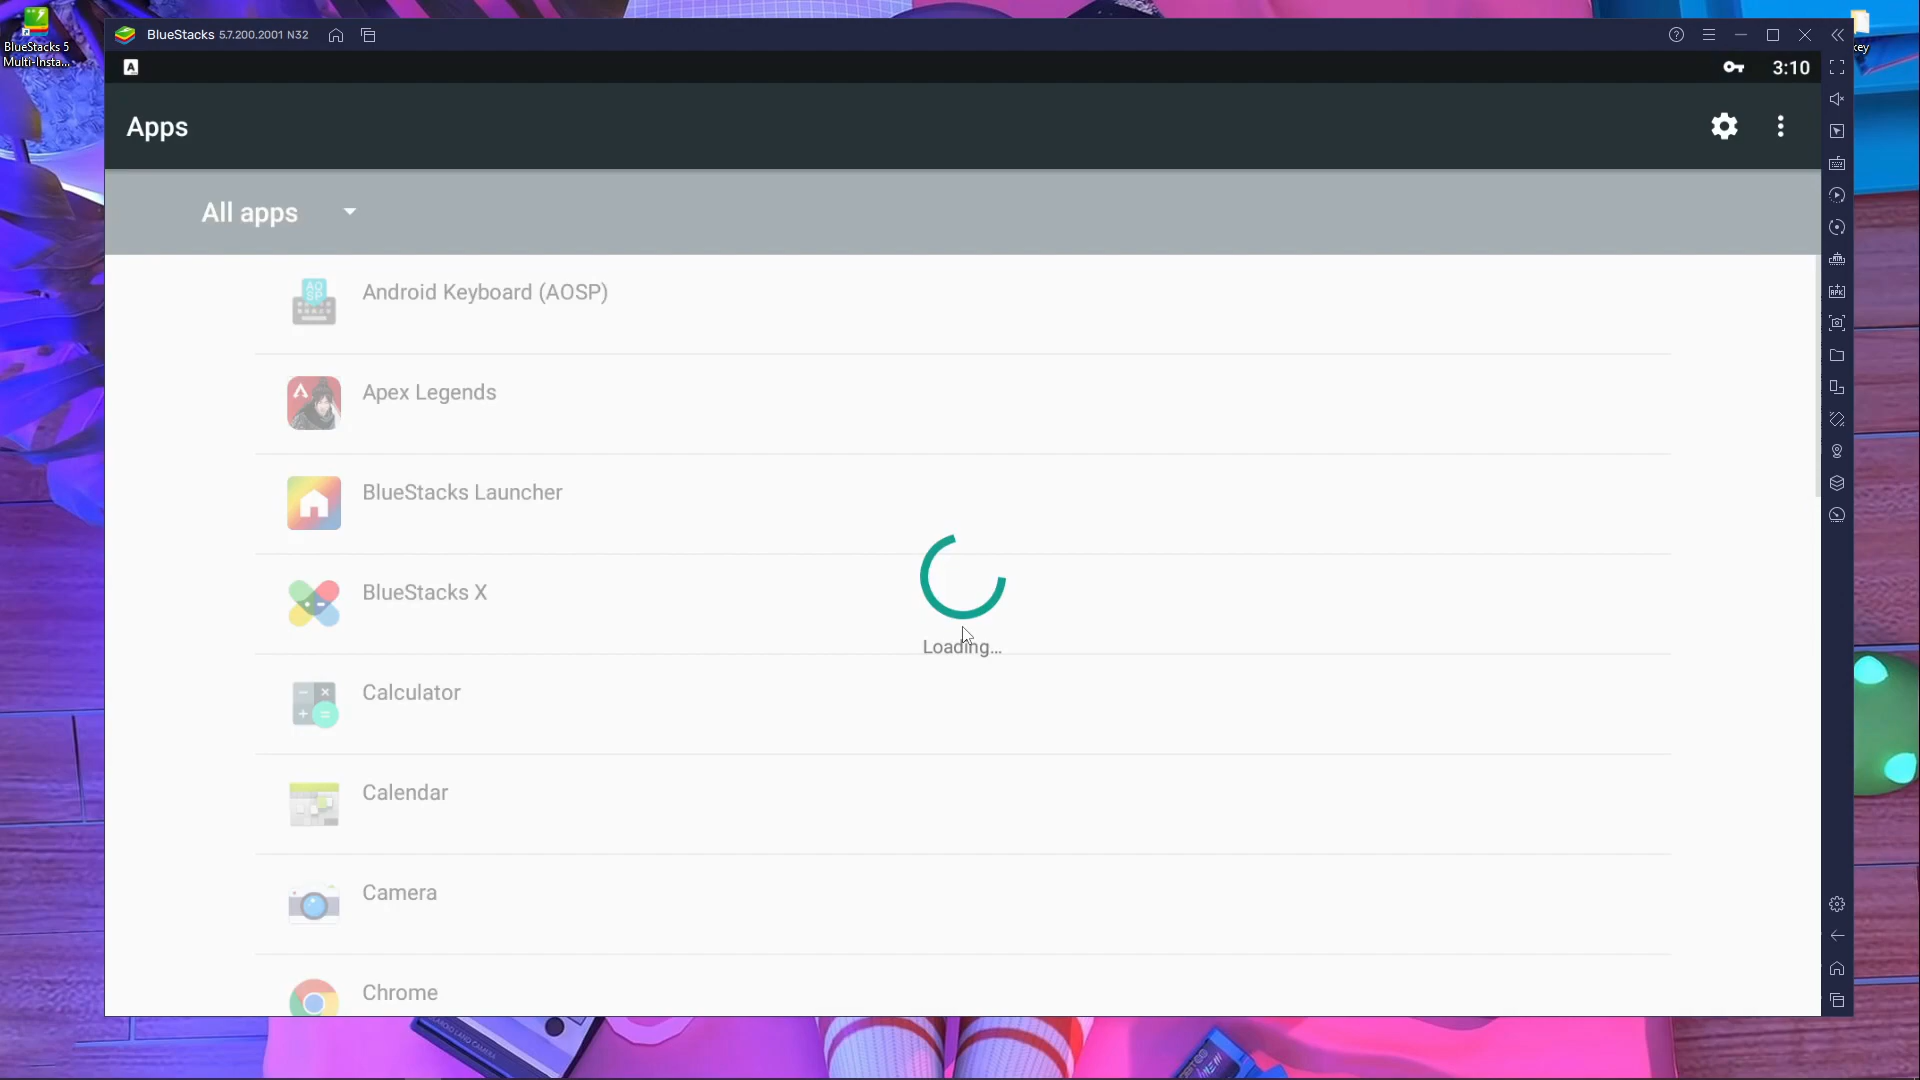 BlueStacks 5
Multi-Insta...
BlueStacks 5.7.200.2001 N32
key
3:10
Apps
All apps
Android Keyboard (AOSP)
Apex Legends
BlueStacks Launcher
BlueStacks X
Loading...
Calculator
Calendar
Camera
Chrome